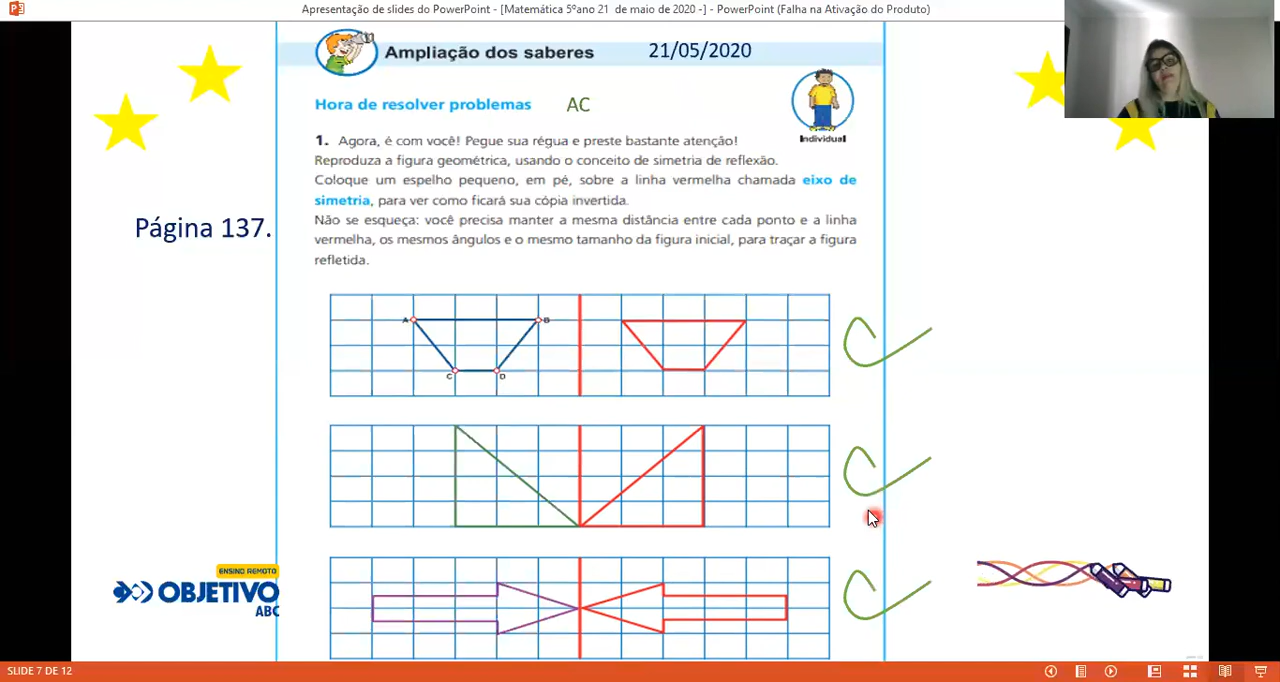 Apresentação de slides do PowerPoint - [Matemática 5ºano 21 de maio de 2020 -] - PowerPoint (Falha na Ativação do Produto)
Ampliação dos saberes
21/05/2020
Hora de resolver problemas
AC
Individual
1. Agora, é com você! Pegue sua régua e preste bastante atenção!
Reproduza a figura geométrica, usando o conceito de simetria de reflexão.
Coloque um espelho pequeno, em pé, sobre a linha vermelha chamada eixo de
simetria, para ver como ficará sua cópia invertida.
Não se esqueça: você precisa manter a mesma distância entre cada ponto e a linha
vermelha, os mesmos ângulos e o mesmo tamanho da figura inicial, para traçar a figura
refletida.
Página 137.
A B
C D
ENSINO REMOTO
OBJETIVO
ABC
SLIDE 7 DE 12